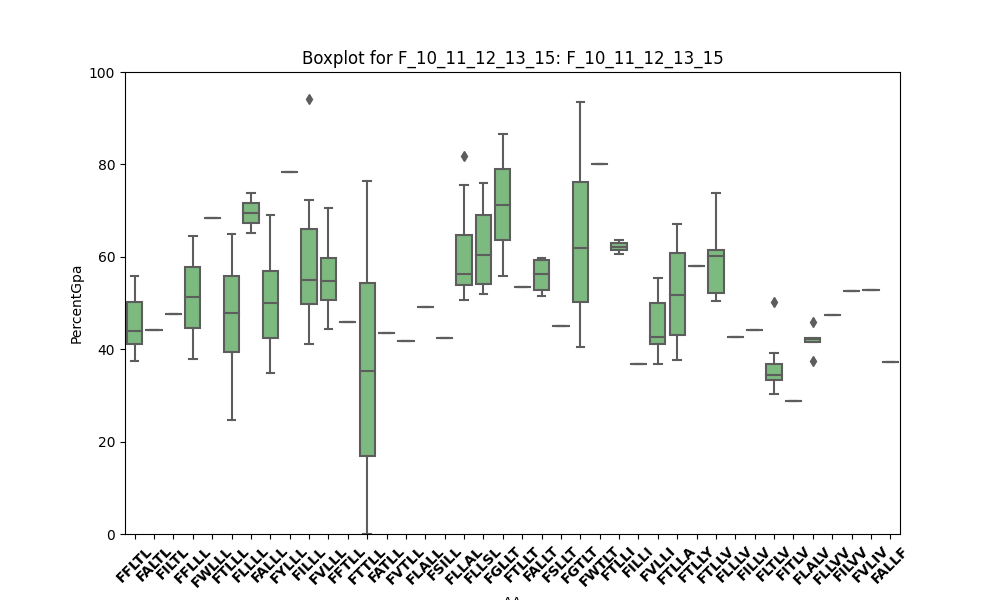 Boxplot for F_10_11_12_13_15: F_10_11_12_13_15
PercentGpa
100
80
60
40
20
0
FFLTL
FALTL
FILTL
FFLLL
FWLLL
FTLLL
FLLLL
FALLL
FYLLL
FILLL
FVLLL
FFTLL
FTTLL
FATLL
FVTLL
FLALL
FSILL
FLLAL
FLLSL
FGLLT
FTLLT
FALLT
FSLLT
FGTLT
FWTLT
FTLLI
FILLI
FVLLI
FTLLA
FTLLY
FTLLV
FLLLV
FILLV
FLTLV
FITLV
FLALV
FLLVV
FILVV
FVLIV
FALLF